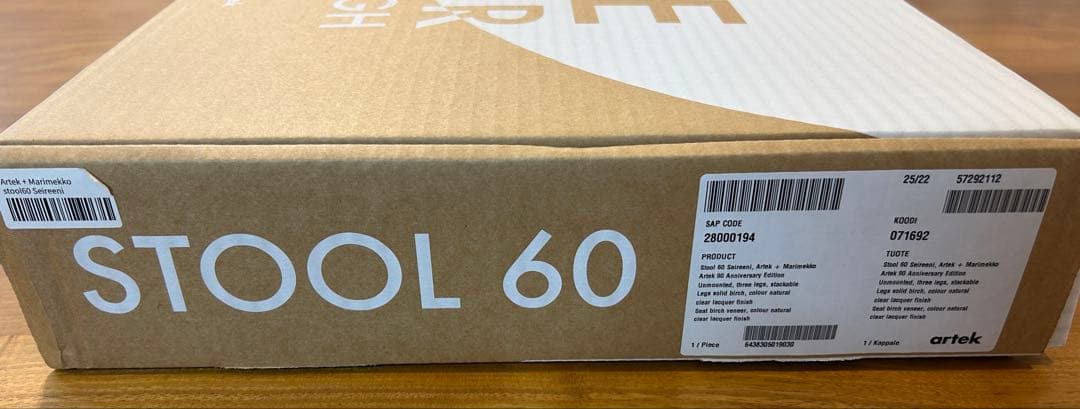 E
ER
GH
Artek + Marimekko
stool60 Seireeni
STOOL 60
25/22 57292112
SAP CODE
28000194
KOODI
071692
PRODUCT
Stool 60 Seireeni, Artek + Marimekko
Artek 90 Anniversary Edition
Unmounted, three legs, stackable
Legs solid birch, colour natural
clear lacquer finish
Seat birch veneer, colour natural
clear lacquer finish
TUOTE
Stool 60 Seireeni, Artek + Marimekko
Artek 90 Anniversary Edition
Unmounted, three legs, stackable
Legs solid birch, colour natural
clear lacquer finish
Seat birch veneer, colour natural
clear lacquer finish
1 / Piece
6438305019030
1 / Kappale
artek